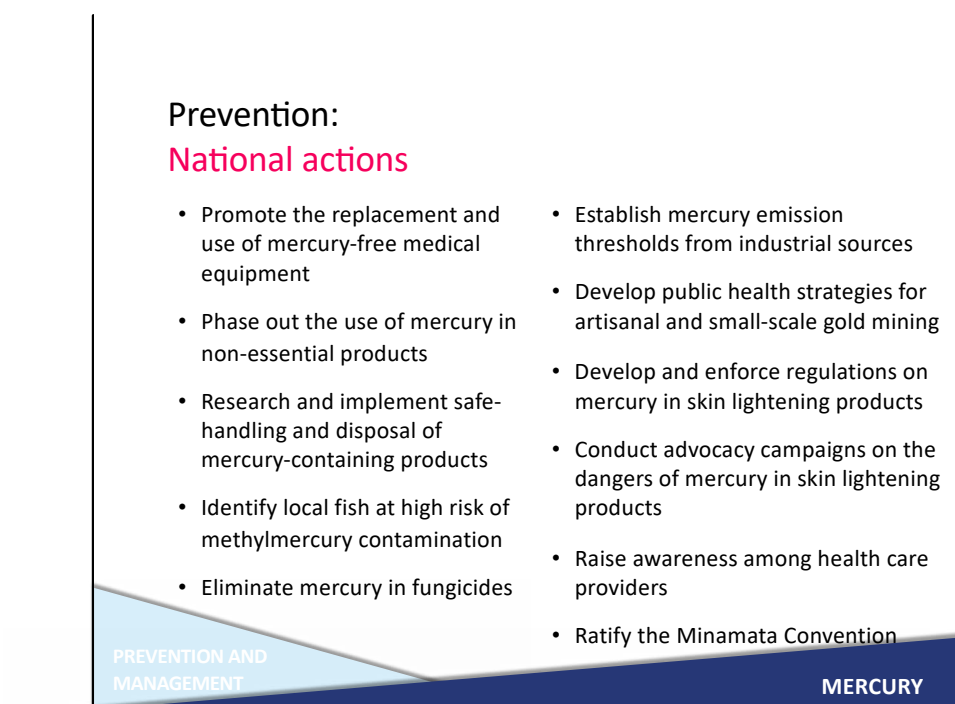 Prevention:
National actions
• Promote the replacement and
use of mercury-free medical
equipment
• Phase out the use of mercury in
non-essential products
• Research and implement safe-
handling and disposal of
mercury-containing products
• Identify local fish at high risk of
methylmercury contamination
• Eliminate mercury in fungicides
• Establish mercury emission
thresholds from industrial sources
• Develop public health strategies for
artisanal and small-scale gold mining
• Develop and enforce regulations on
mercury in skin lightening products
• Conduct advocacy campaigns on the
dangers of mercury in skin lightening
products
• Raise awareness among health care
providers
• Ratify the Minamata Convention
PREVENTION AND
MANAGEMENT
MERCURY